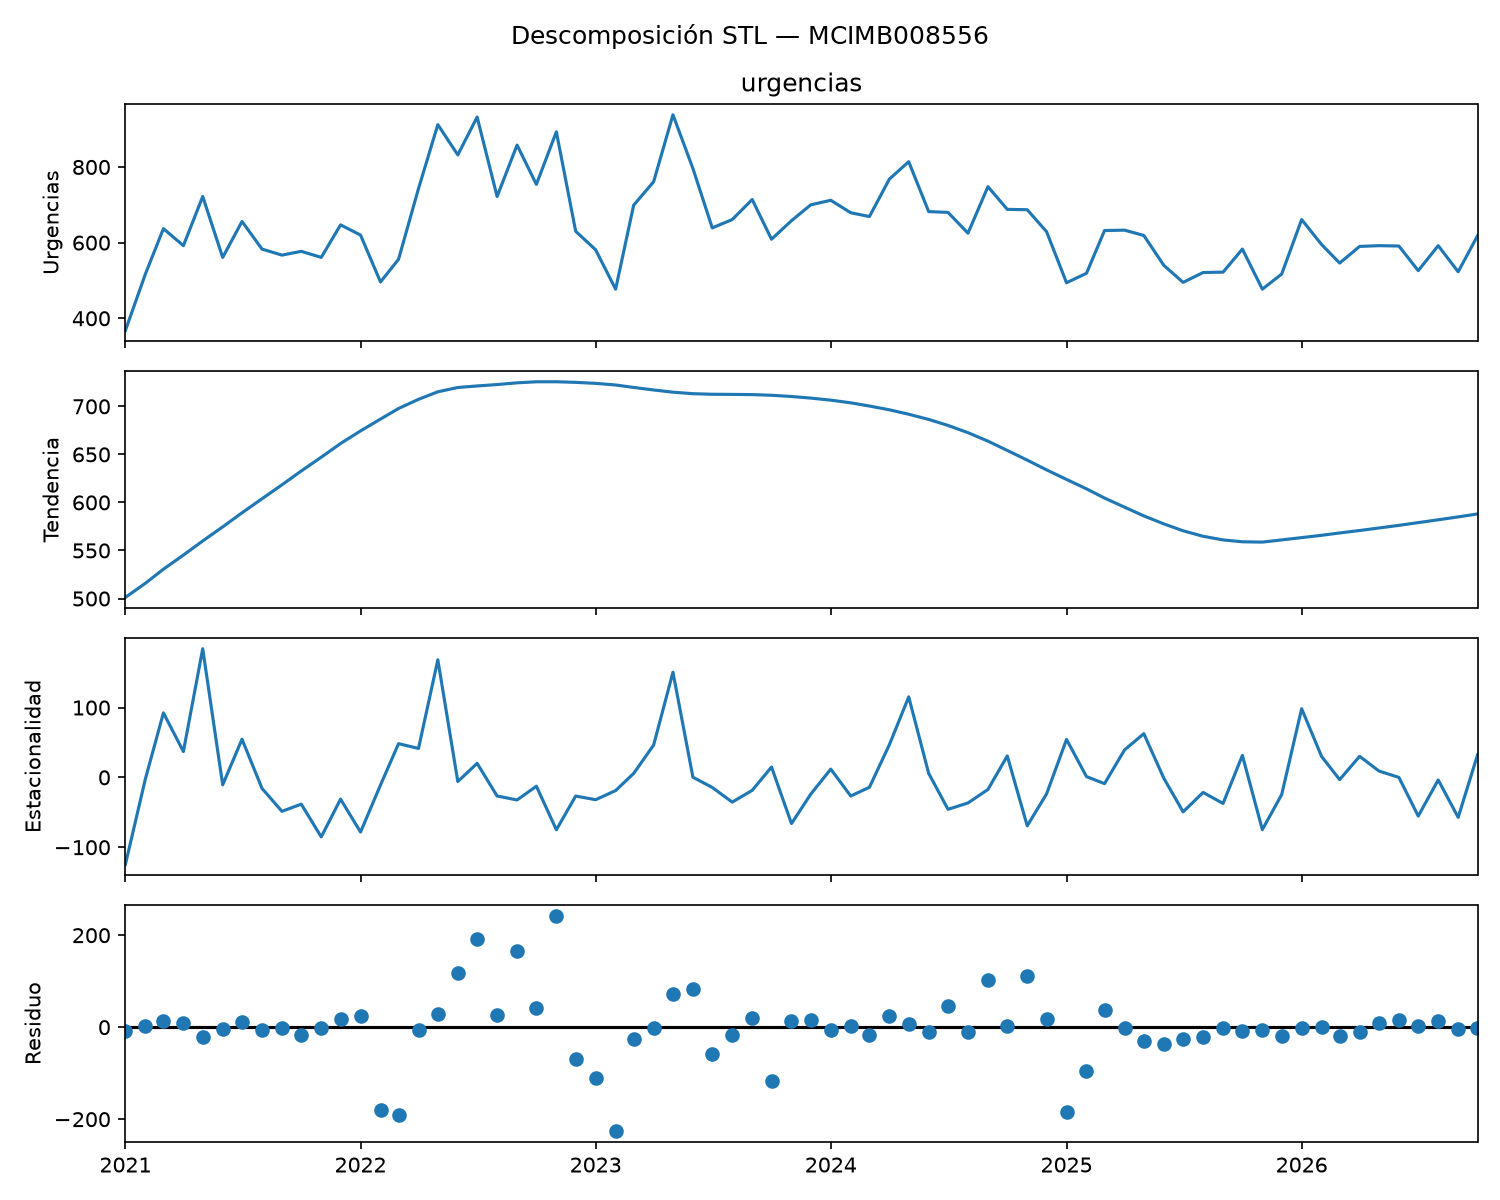 Descomposición STL — MCIMB008556
urgencias
Urgencias
800
600
400
Tendencia
700
650
600
550
500
Estacionalidad
100
0
−100
Residuo
200
0
−200
2021 2022 2023 2024 2025 2026